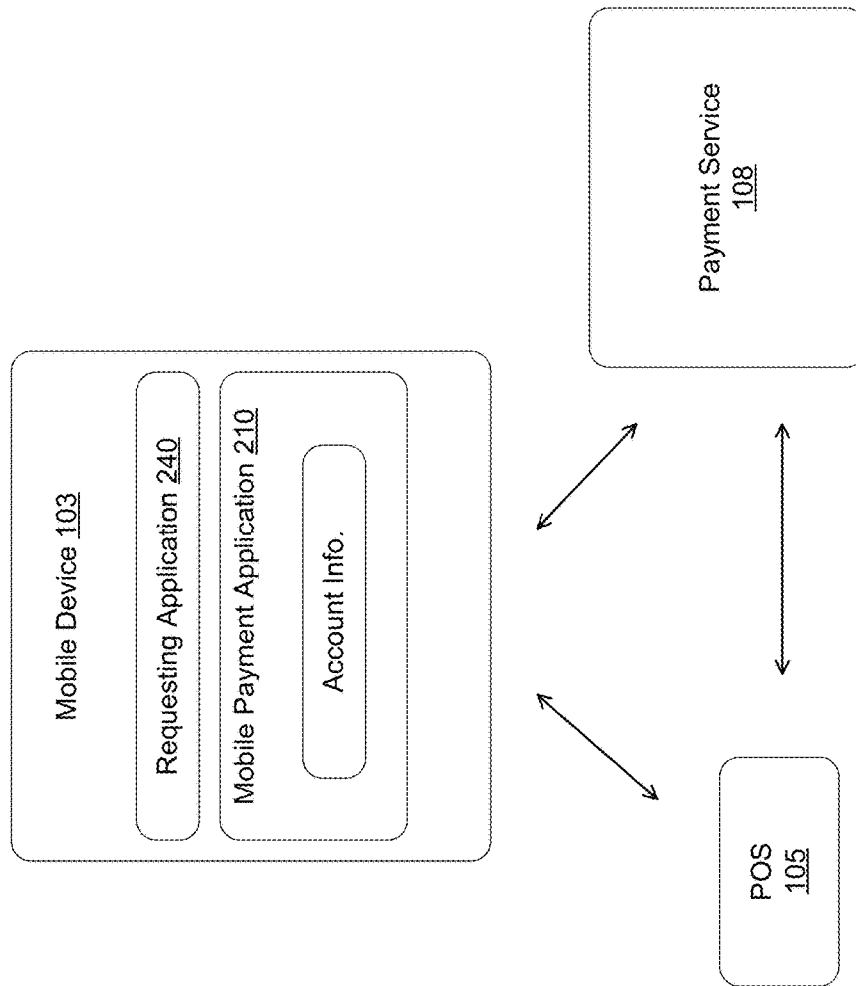 Mobile Device 103
Requesting Application 240
Mobile Payment Application 210
Account Info.
POS
105
Payment Service
108